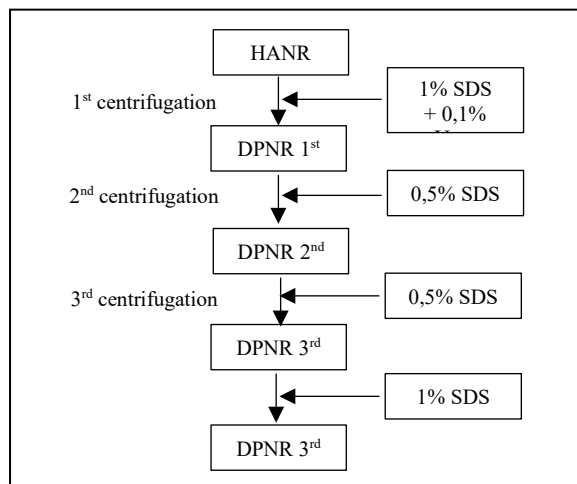 HANR
1st centrifugation
1% SDS
+ 0,1%
DPNR 1st
2nd centrifugation
0,5% SDS
DPNR 2nd
3rd centrifugation
0,5% SDS
DPNR 3rd
1% SDS
DPNR 3rd